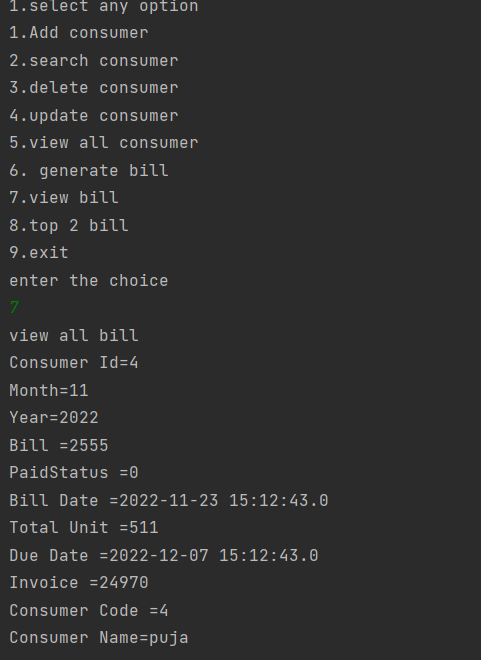 1.select any option
1.Add consumer
2.search consumer
3.delete consumer
4.update consumer
5.view all consumer
6. generate bill
7.view bill
8.top 2 bill
9.exit
enter the choice
7
view all bill
Consumer Id=4
Month=11
Year=2022
Bill =2555
PaidStatus =0
Bill Date =2022-11-23 15:12:43.0
Total Unit =511
Due Date =2022-12-07 15:12:43.0
Invoice =24970
Consumer Code =4
Consumer Name=puja